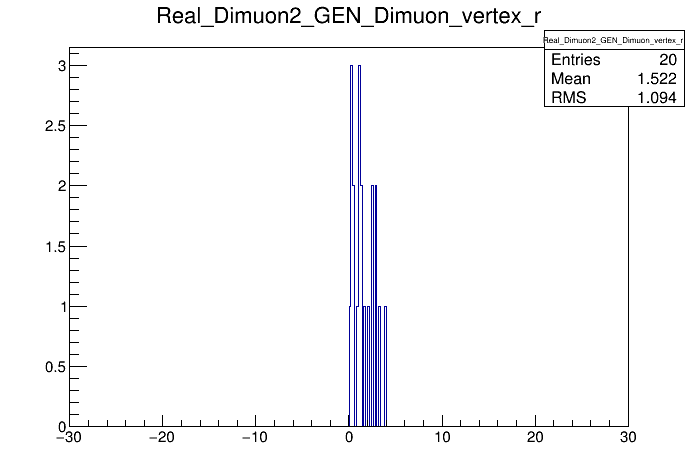 Real_Dimuon2_GEN_Dimuon_vertex_r
Real_Dimuon2_GEN_Dimuon_vertex_r
Entries 20
Mean 1.522
RMS 1.094
3
2.5
2
1.5
1
0.5
0
−30 −20 −10 0 10 20 30